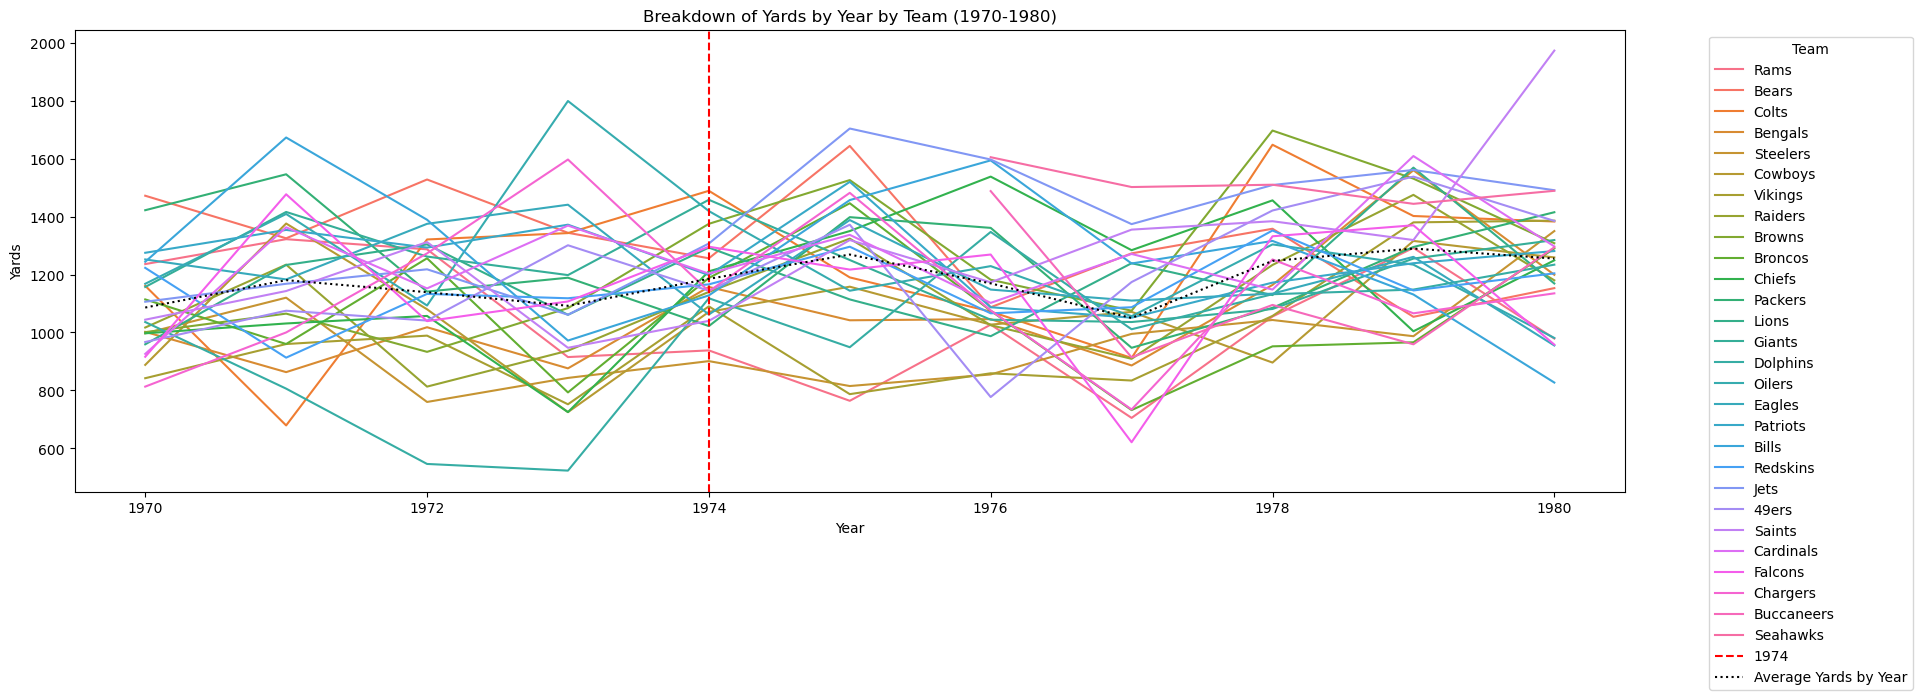 Breakdown of Yards by Year by Team (1970-1980)
Yards
2000
1800
1600
1400
1200
1000
800
600
1970
1972
1974
1976
1978
1980
Year
Team
Rams
Bears
Colts
Bengals
Steelers
Cowboys
Vikings
Raiders
Browns
Broncos
Chiefs
Packers
Lions
Giants
Dolphins
Oilers
Eagles
Patriots
Bills
Redskins
Jets
49ers
Saints
Cardinals
Falcons
Chargers
Buccaneers
Seahawks
1974
Average Yards by Year